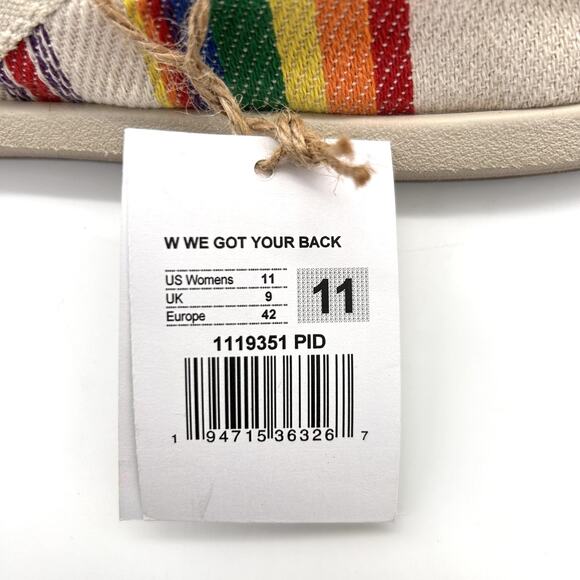 W WE GOT YOUR BACK
US Womens 11
UK 9
Europe 42
11
1119351 PID
1 94715 36326 7